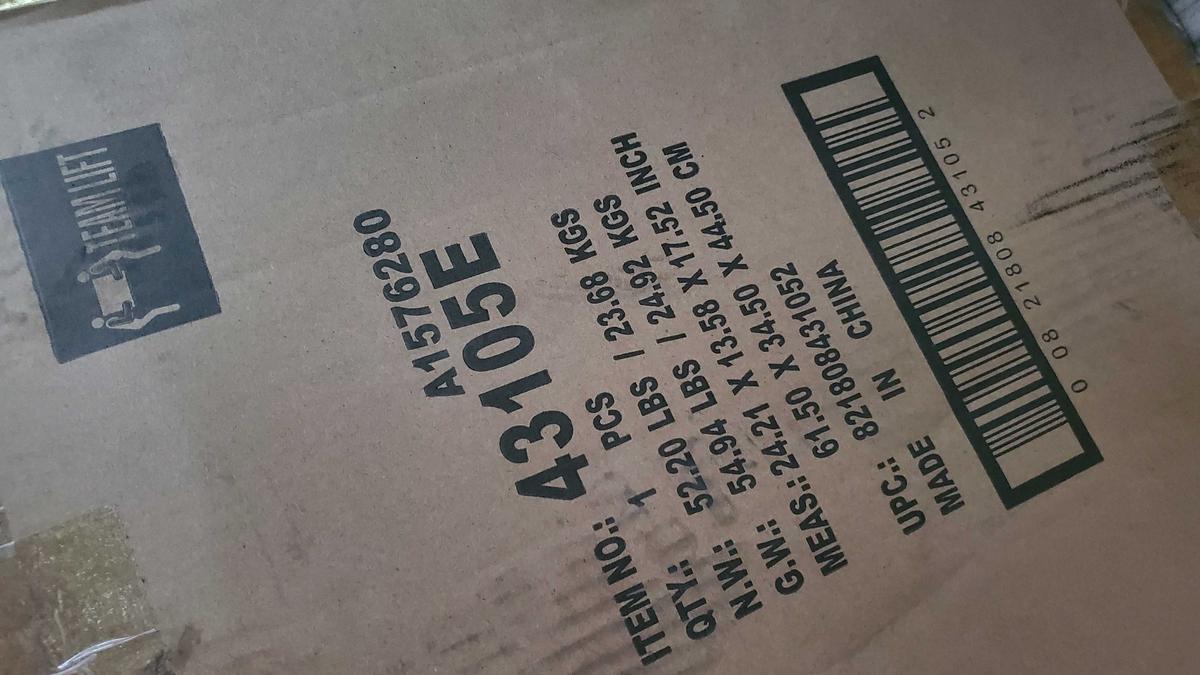 TEAM LIFT
A1576280
ITEM NO.: 43105E
QTY.: 1 PCS
N.W.: 52.20 LBS / 23.68 KGS
G.W.: 54.94 LBS / 24.92 KGS
MEAS.: 24.21 X 13.58 X 17.52 INCH
61.50 X 34.50 X 44.50 CM
UPC.: 821808431052
MADE IN CHINA
0 08 21808 43105 2